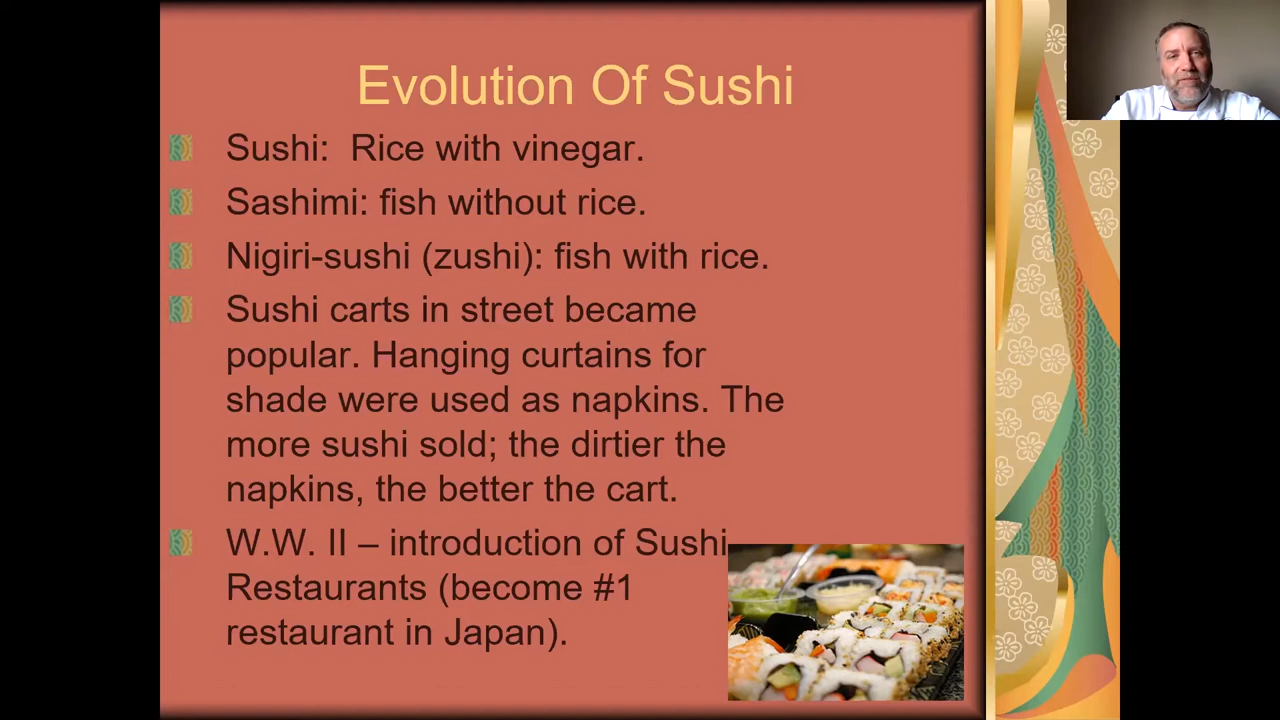 Evolution Of Sushi
Sushi:  Rice with vinegar.
Sashimi: fish without rice.
Nigiri-sushi (zushi): fish with rice.
Sushi carts in street became
popular. Hanging curtains for
shade were used as napkins. The
more sushi sold; the dirtier the
napkins, the better the cart.
W.W. II – introduction of Sushi
Restaurants (become #1
restaurant in Japan).